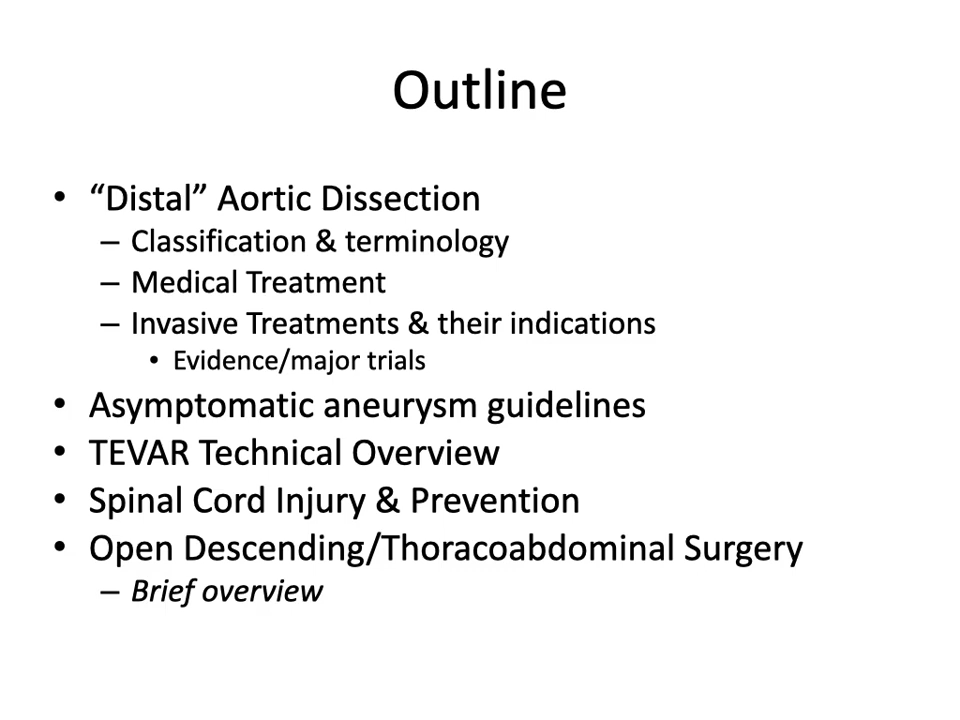 Outline
• “Distal” Aortic Dissection
– Classification & terminology
– Medical Treatment
– Invasive Treatments & their indications
• Evidence/major trials
• Asymptomatic aneurysm guidelines
• TEVAR Technical Overview
• Spinal Cord Injury & Prevention
• Open Descending/Thoracoabdominal Surgery
– Brief overview